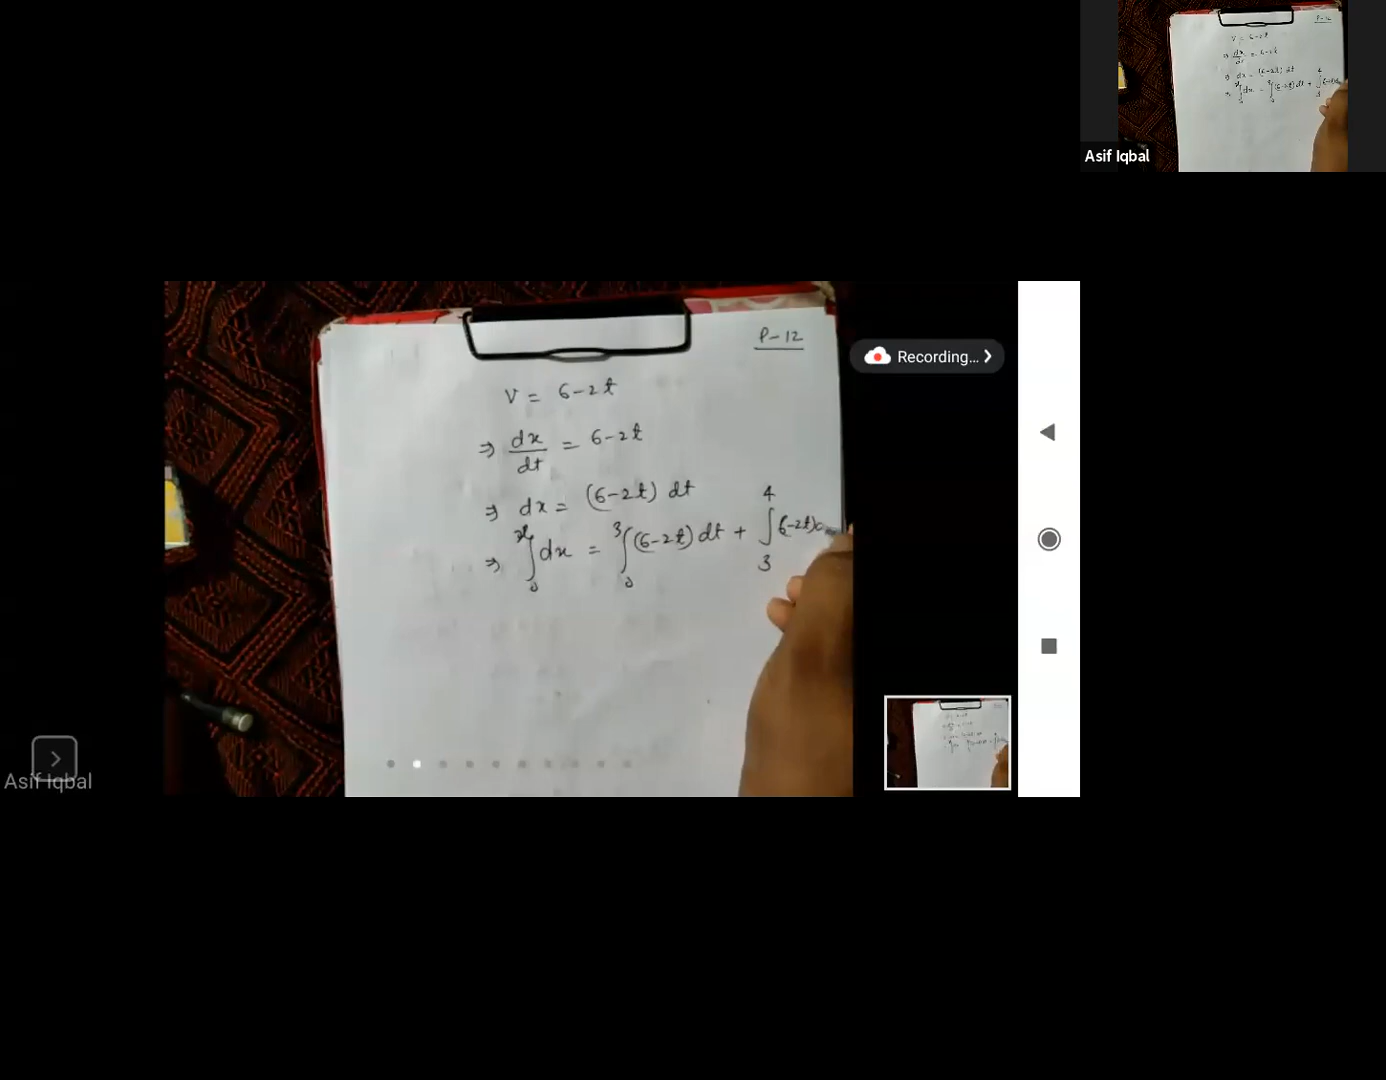 Asif Iqbal
P-12
V = 6-2t
⇒ dx/dt = 6-2t
⇒ dx = (6-2t) dt
⇒ ∫₀ˣ dx = ∫₀³ (6-2t) dt + ∫₃⁴ (6-2t)
Recording...
Asif Iqbal